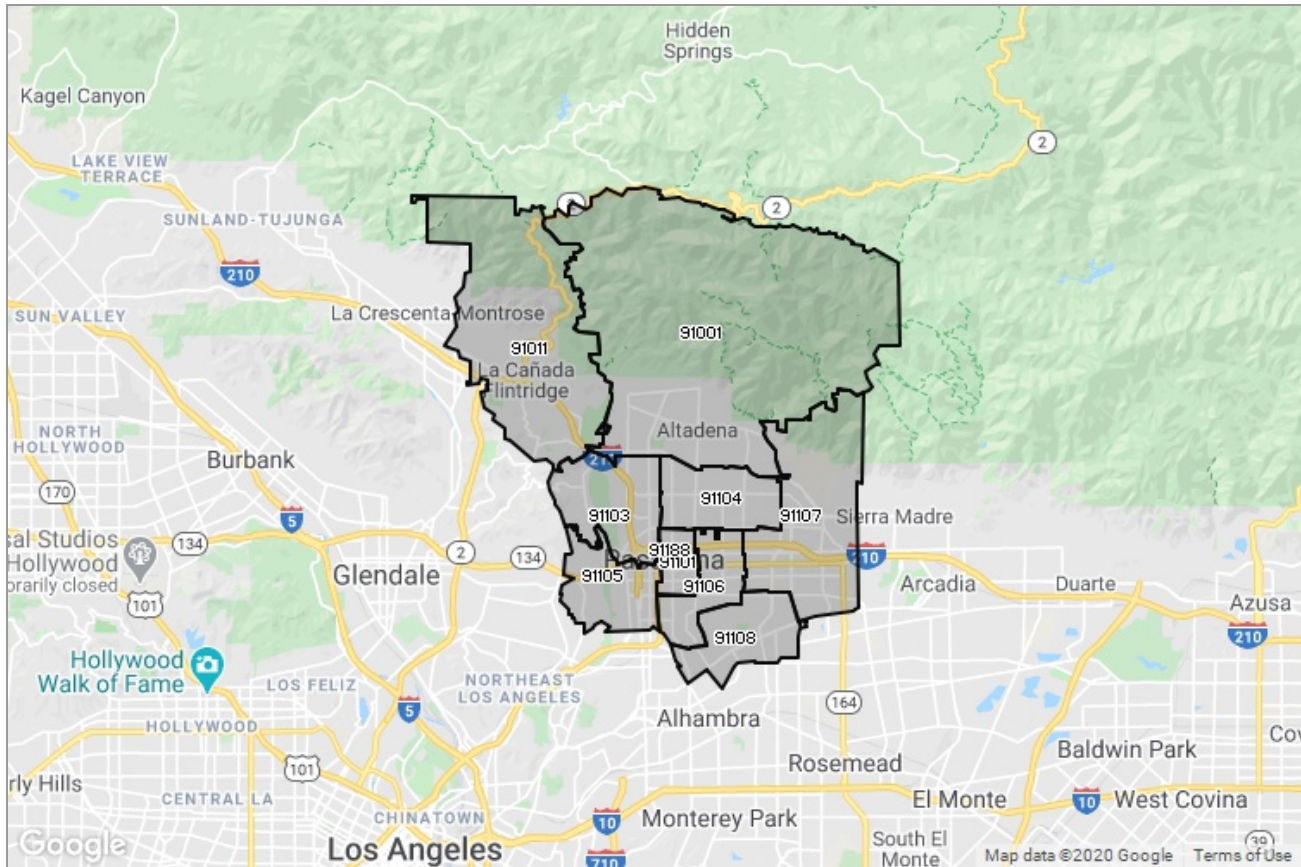 Hidden
Springs
Kagel Canyon
2
LAKE VIEW
TERRACE
SUNLAND-TUJUNGA
2
210
SUN VALLEY
La Crescenta-Montrose
91001
91011
La Cañada
Flintridge
NORTH
HOLLYWOOD
Altadena
Burbank
210
170
91104
91103
91107
Sierra Madre
5
sal Studios
Hollywood
orarily closed
134
2
134
91188
91101
210
Glendale
91105
91106
Arcadia
Duarte
Azusa
101
210
91108
Hollywood
Walk of Fame
LOS FELIZ
NORTHEAST
LOS ANGELES
5
164
HOLLYWOOD
Alhambra
Baldwin Park
Cov
101
Rosemead
rly Hills
CENTRAL LA
El Monte
10
West Covina
CHINATOWN
10
Monterey Park
39
Google
Los Angeles
710
South El
Monte
Map data ©2020 Google
Terms of Use